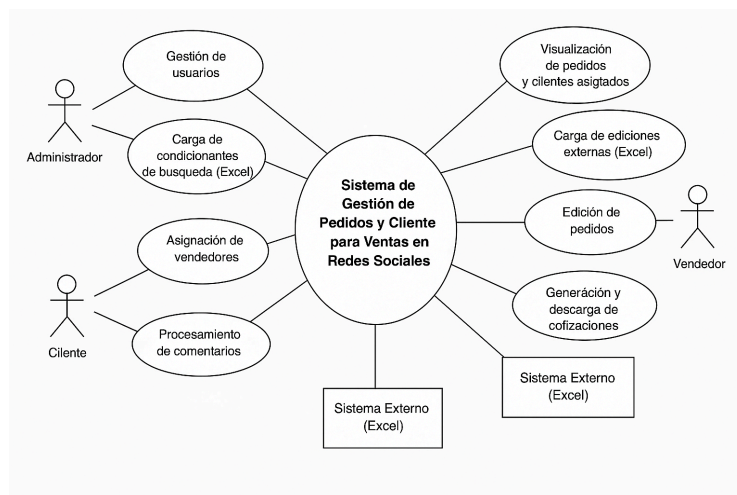 Gestión de
usuarios
Administrador
Carga de
condicionantes
de busqueda (Excel)
Asignación de
vendedores
Cilente
Procesamiento
de comentarios
Sistema de
Gestión de
Pedidos y Cliente
para Ventas en
Redes Sociales
Visualización
de pedidos
y cilentes asigtados
Carga de ediciones
externas (Excel)
Edición de
pedidos
Vendedor
Generáción y
descarga de
cofizaciones
Sistema Externo
(Excel)
Sistema Externo
(Excel)